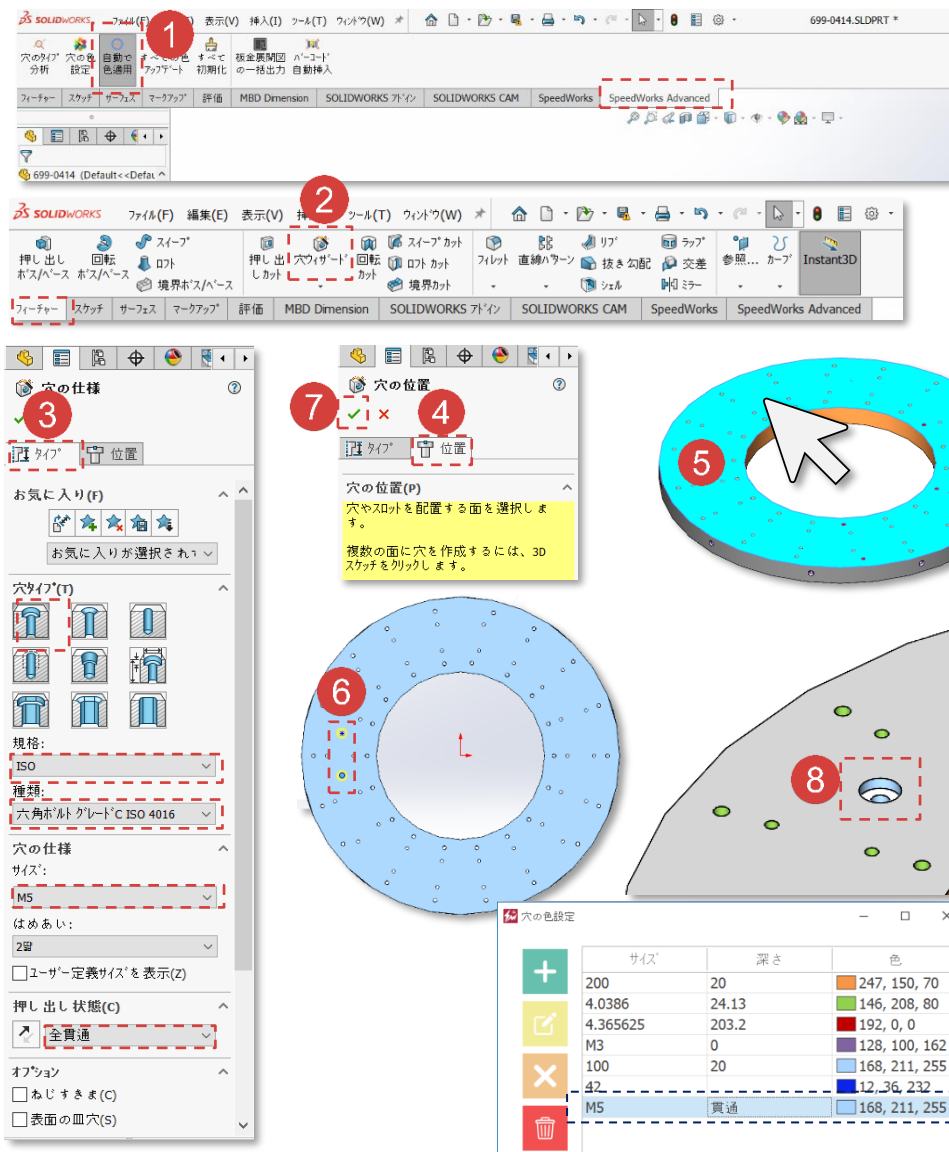 SOLIDWORKS 表示(V) 挿入(I) ツール(T) ウィンドウ(W) 699-0414.SLDPRT *
1
穴のタイプ分析 穴の色設定 自動で色適用 すべて初期化 板金展開図の一括出力 バーコード自動挿入
フィーチャー スケッチ サーフェス マークアップ 評価 MBD Dimension SOLIDWORKS アドイン SOLIDWORKS CAM SpeedWorks SpeedWorks Advanced
699-0414 (Default<<Defau
2
SOLIDWORKS ファイル(F) 編集(E) 表示(V) ツール(T) ウィンドウ(W)
押し出し ボス/ベース 回転 ボス/ベース スイープ ロフト 境界ボス/ベース 押し出しカット 穴ウィザード 回転カット スイープ カット ロフト カット 境界カット フィレット 直線パターン リブ 抜き勾配 シェル ラップ 交差 ミラー 参照... カーブ Instant3D
フィーチャー スケッチ サーフェス マークアップ 評価 MBD Dimension SOLIDWORKS アドイン SOLIDWORKS CAM SpeedWorks SpeedWorks Advanced
穴の仕様
3
タイプ 位置
お気に入り(F)
お気に入りが選択され
穴タイプ(T)
規格:
ISO
種類:
六角ボルト グレードC ISO 4016
穴の仕様
サイズ:
M5
はめあい:
ユーザー定義サイズを表示(Z)
押し出し状態(C)
全貫通
オプション
ねじすきま(C)
表面の皿穴(S)
穴の位置
7
4
タイプ 位置
穴の位置(P)
穴やスロットを配置する面を選択しま
す。
複数の面に穴を作成するには、3D
スケッチをクリックします。
5
6
8
穴の色設定
サイズ 深さ 色
200 20 247, 150, 70
4.0386 24.13 146, 208, 80
4.365625 203.2 192, 0, 0
M3 0 128, 100, 162
100 20 168, 211, 255
42 12, 36, 232
M5 貫通 168, 211, 255